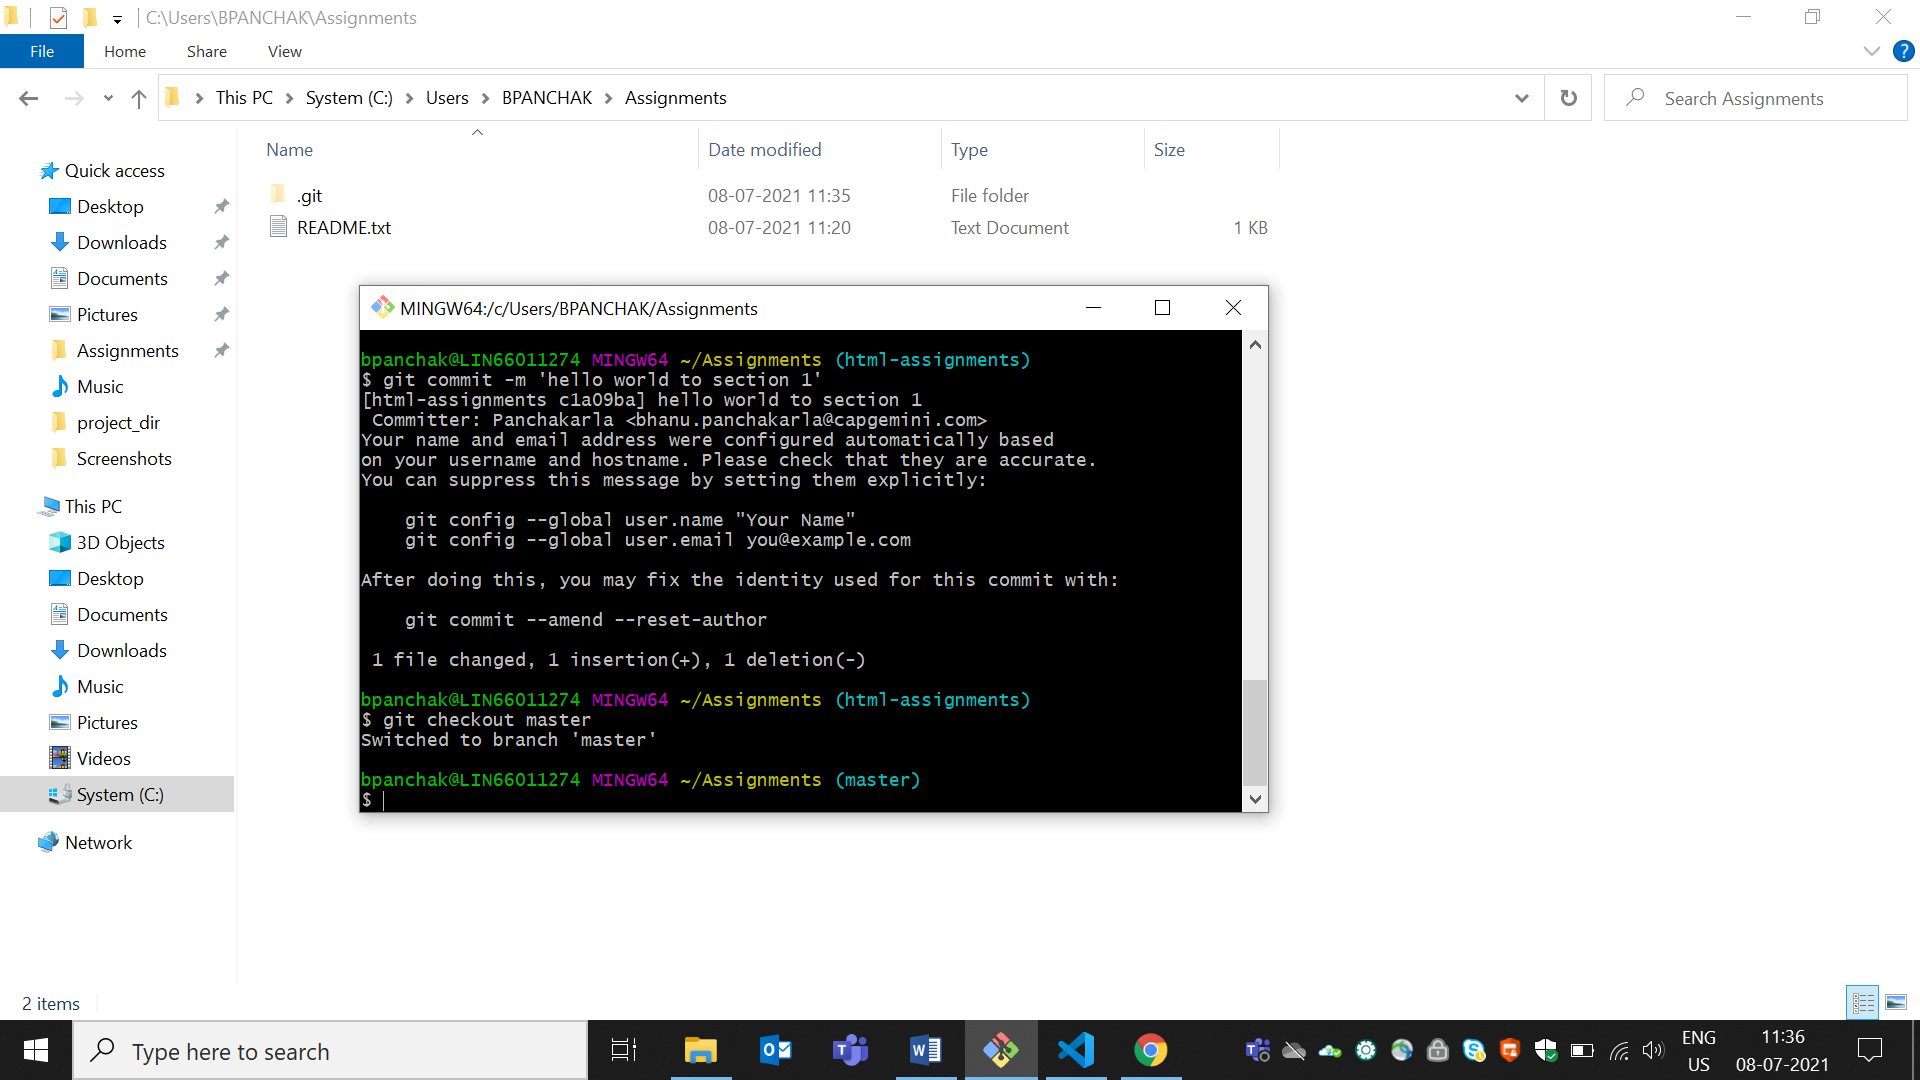 C:\Users\BPANCHAK\Assignments
File Home Share View
This PC System (C:) Users BPANCHAK Assignments
Search Assignments
Name Date modified Type Size
.git 08-07-2021 11:35 File folder
README.txt 08-07-2021 11:20 Text Document 1 KB
Quick access
Desktop
Downloads
Documents
Pictures
Assignments
Music
project_dir
Screenshots
This PC
3D Objects
Desktop
Documents
Downloads
Music
Pictures
Videos
System (C:)
Network
MINGW64:/c/Users/BPANCHAK/Assignments
bpanchak@LIN66011274 MINGW64 ~/Assignments (html-assignments)
$ git commit -m 'hello world to section 1'
[html-assignments c1a09ba] hello world to section 1
Committer: Panchakarla <bhanu.panchakarla@capgemini.com>
Your name and email address were configured automatically based
on your username and hostname. Please check that they are accurate.
You can suppress this message by setting them explicitly:
git config --global user.name "Your Name"
git config --global user.email you@example.com
After doing this, you may fix the identity used for this commit with:
git commit --amend --reset-author
1 file changed, 1 insertion(+), 1 deletion(-)
bpanchak@LIN66011274 MINGW64 ~/Assignments (html-assignments)
$ git checkout master
Switched to branch 'master'
bpanchak@LIN66011274 MINGW64 ~/Assignments (master)
$
2 items
Type here to search
ENG
US
11:36
08-07-2021